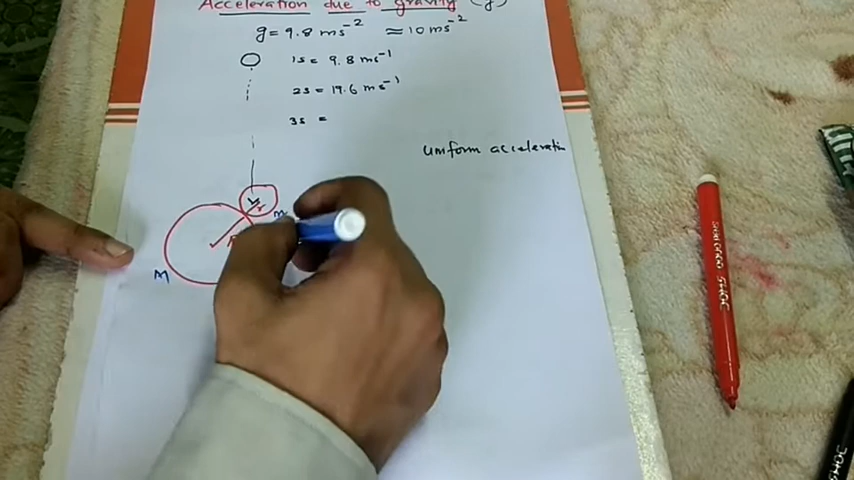 Acceleration due to gravity (g)
g = 9.8 ms⁻² ≈ 10 ms⁻²
1s = 9.8 ms⁻¹
2s = 19.6 ms⁻¹
3s =
uniform acceleratin
r
m
R
M